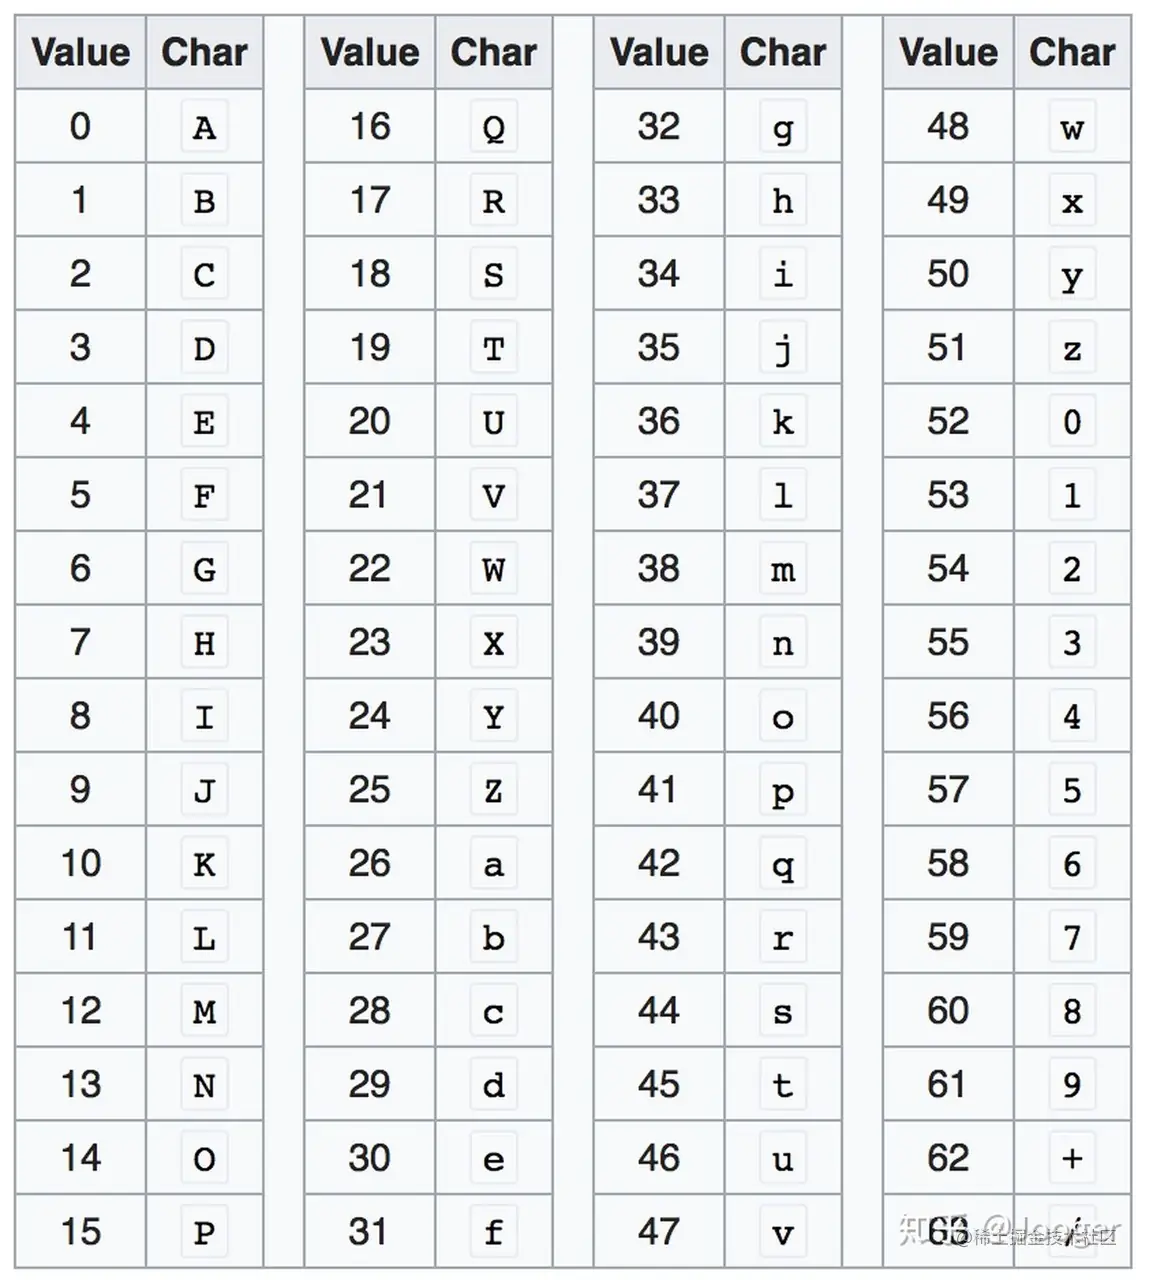 Value Char Value Char Value Char Value Char
0 A 16 Q 32 g 48 w
1 B 17 R 33 h 49 x
2 C 18 S 34 i 50 y
3 D 19 T 35 j 51 z
4 E 20 U 36 k 52 0
5 F 21 V 37 l 53 1
6 G 22 W 38 m 54 2
7 H 23 X 39 n 55 3
8 I 24 Y 40 o 56 4
9 J 25 Z 41 p 57 5
10 K 26 a 42 q 58 6
11 L 27 b 43 r 59 7
12 M 28 c 44 s 60 8
13 N 29 d 45 t 61 9
14 O 30 e 46 u 62 +
15 P 31 f 47 v 63 /
知乎
@稀土掘金技术社区